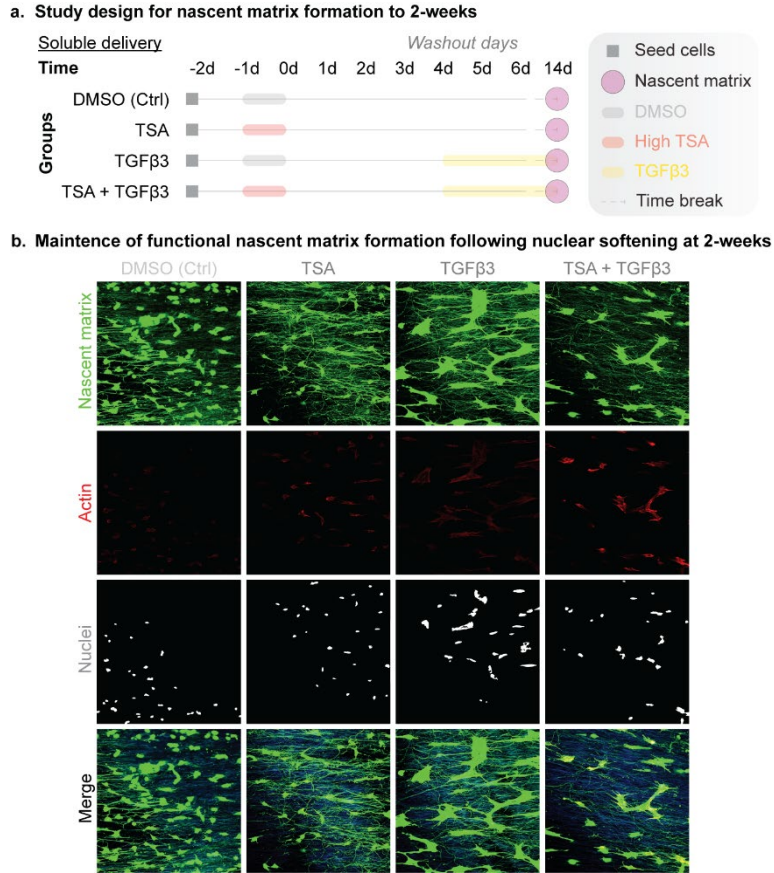 a. Study design for nascent matrix formation to 2-weeks
Soluble delivery
Washout days
Time -2d -1d 0d 1d 2d 3d 4d 5d 6d 14d
Groups
DMSO (Ctrl)
TSA
TGFβ3
TSA + TGFβ3
Seed cells
Nascent matrix
DMSO
High TSA
TGFβ3
Time break
b. Maintence of functional nascent matrix formation following nuclear softening at 2-weeks
DMSO (Ctrl) TSA TGFβ3 TSA + TGFβ3
Nascent matrix
Actin
Nuclei
Merge